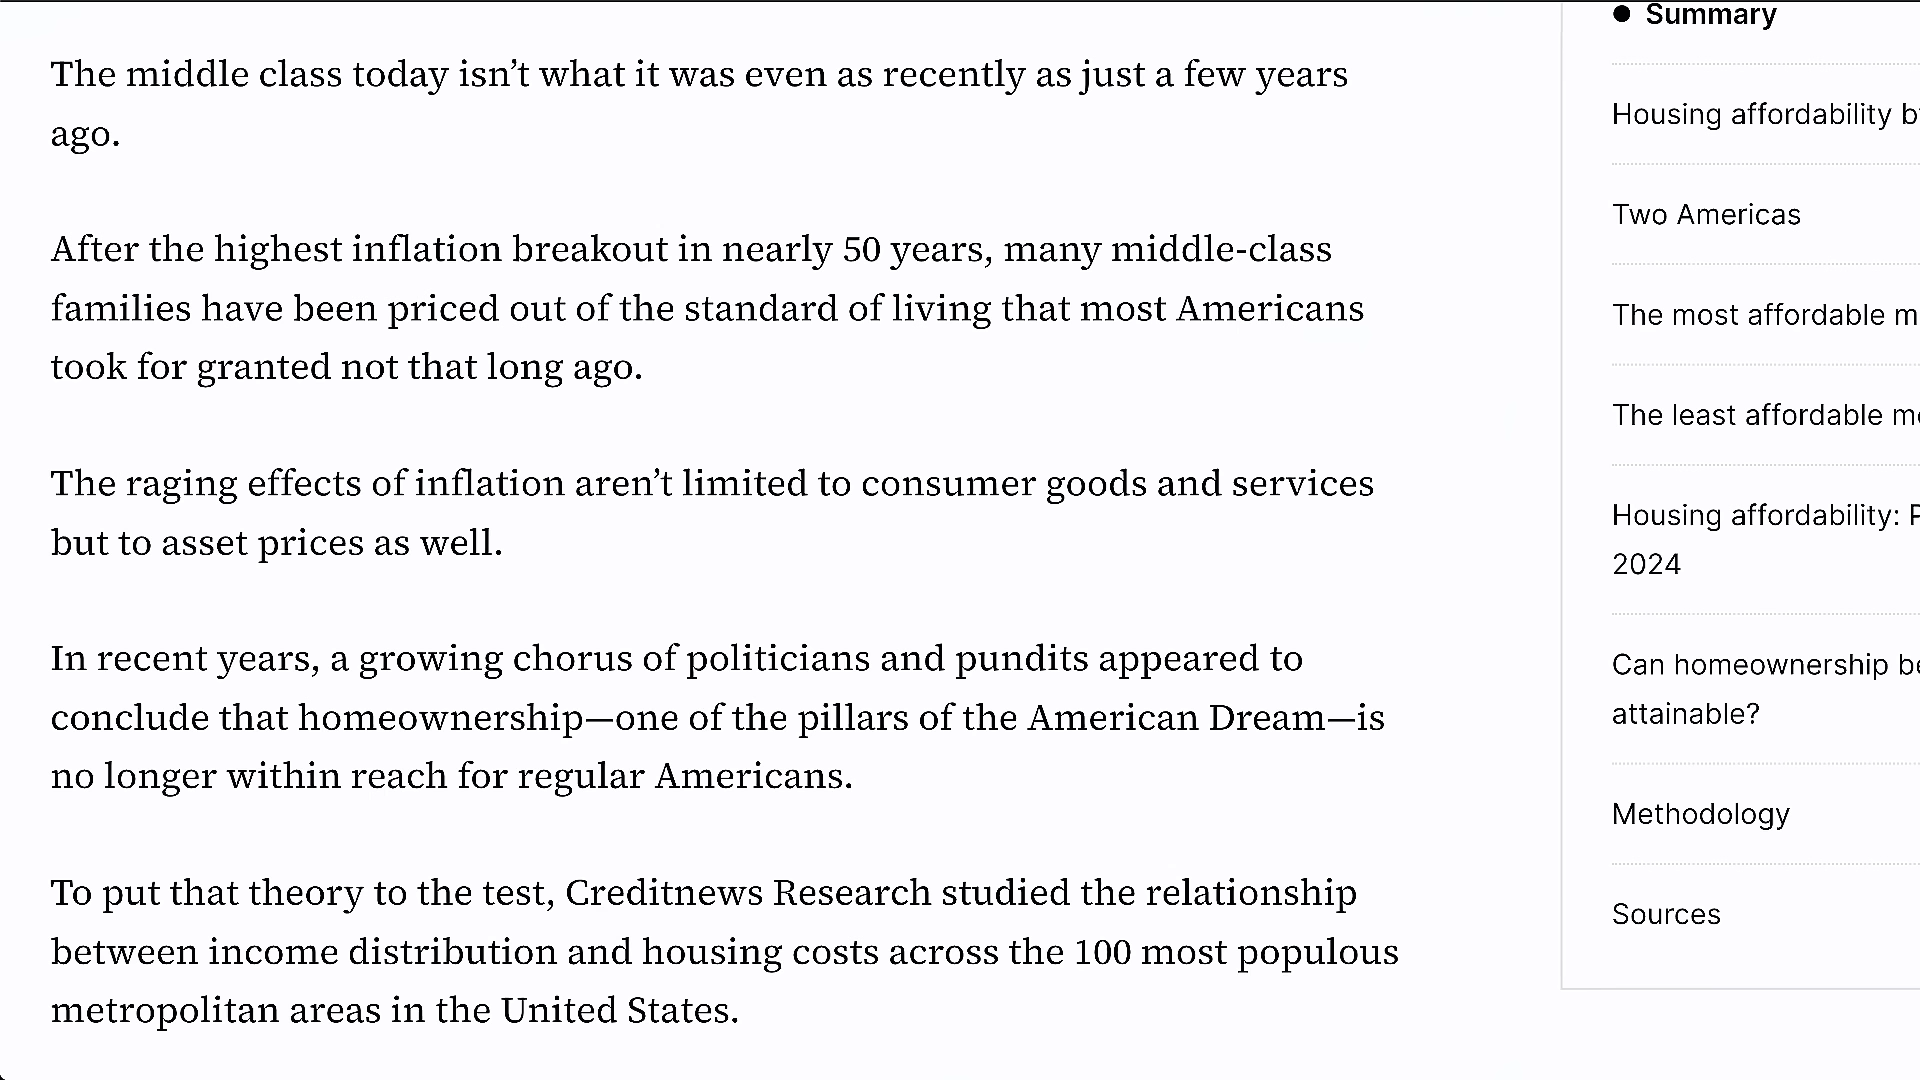 The middle class today isn’t what it was even as recently as just a few years
ago.
After the highest inflation breakout in nearly 50 years, many middle-class
families have been priced out of the standard of living that most Americans
took for granted not that long ago.
The raging effects of inflation aren’t limited to consumer goods and services
but to asset prices as well.
In recent years, a growing chorus of politicians and pundits appeared to
conclude that homeownership—one of the pillars of the American Dream—is
no longer within reach for regular Americans.
To put that theory to the test, Creditnews Research studied the relationship
between income distribution and housing costs across the 100 most populous
metropolitan areas in the United States.
Summary
Housing affordability
Two Americas
The most affordable
The least affordable
Housing affordability:
2024
Can homeownership
attainable?
Methodology
Sources